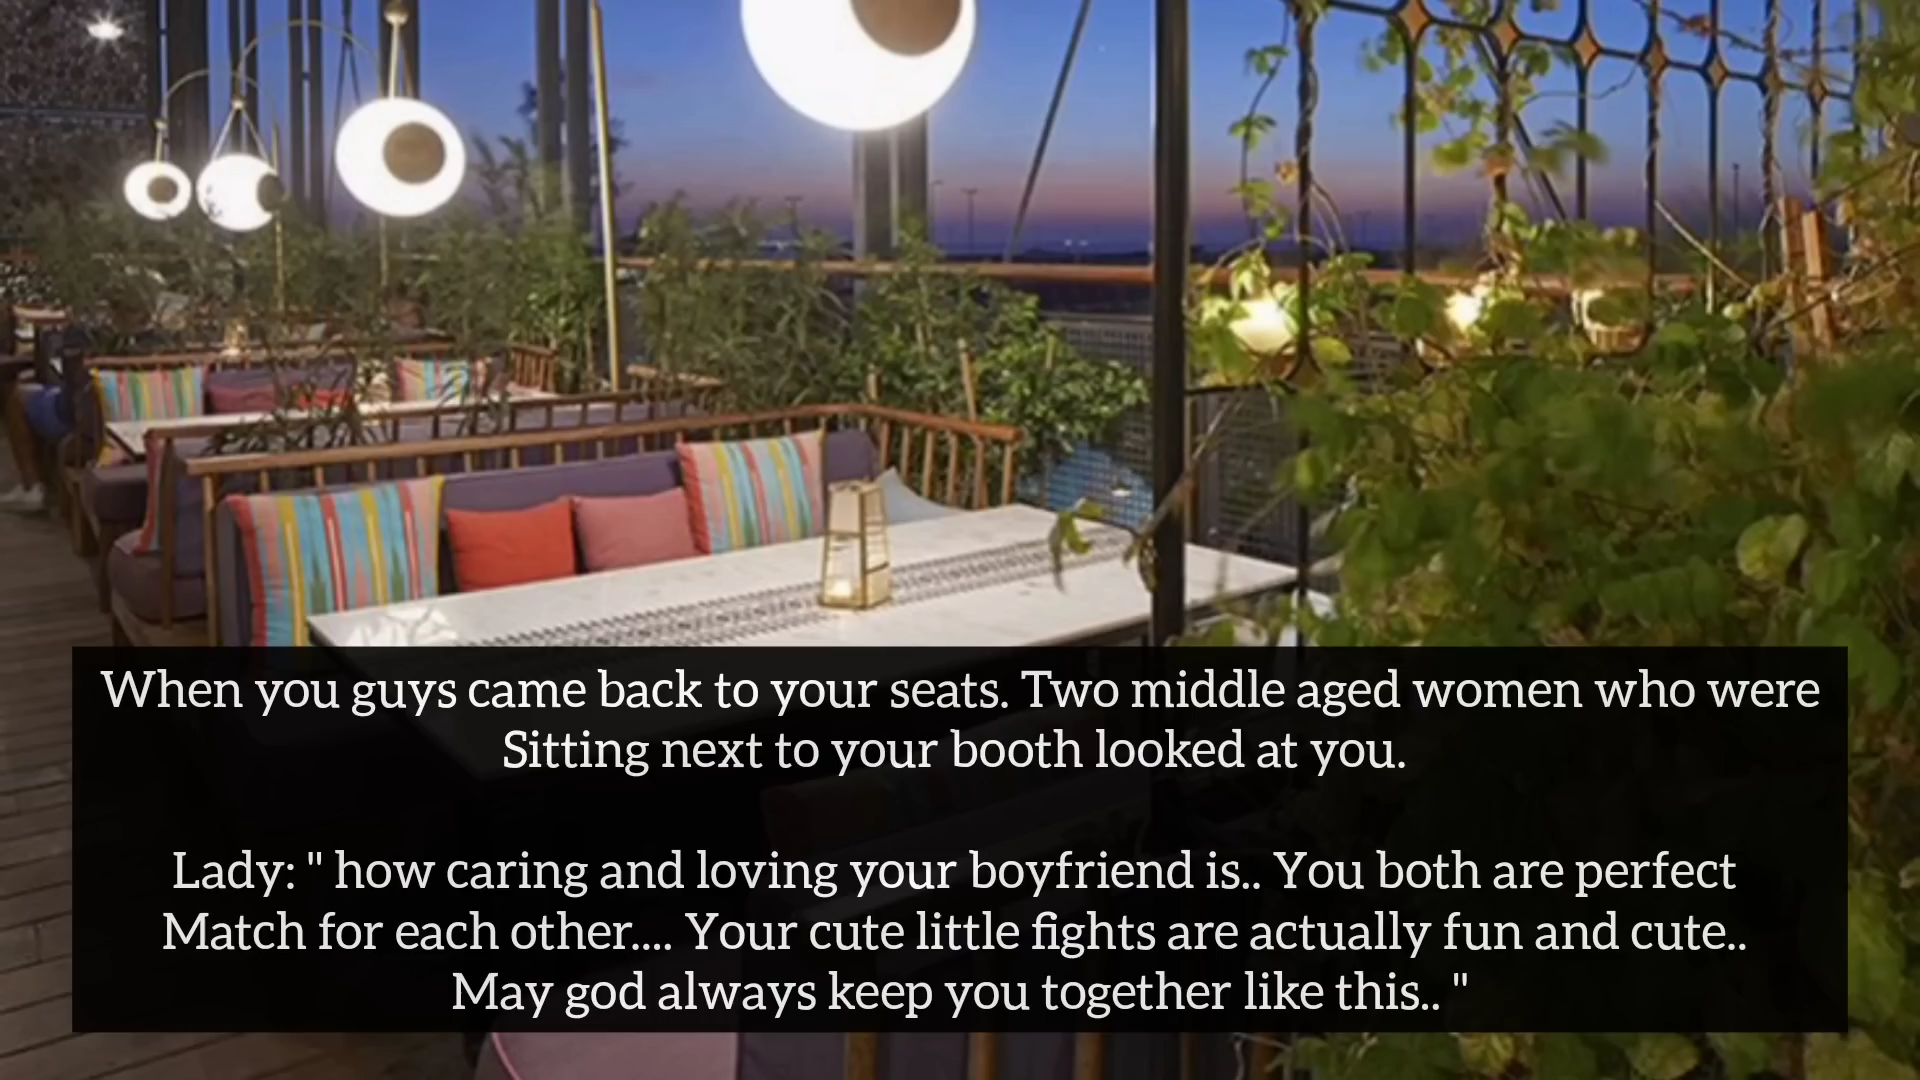 When you guys came back to your seats. Two middle aged women who were
Sitting next to your booth looked at you.
Lady: " how caring and loving your boyfriend is.. You both are perfect
Match for each other.... Your cute little fights are actually fun and cute..
May god always keep you together like this.. "